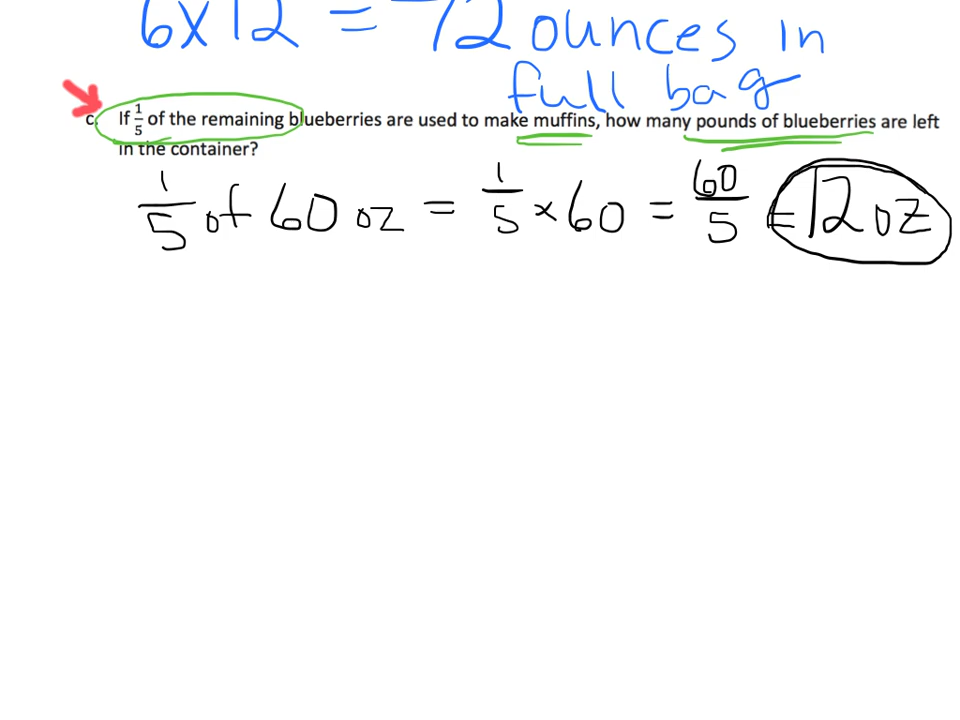 6 x 12 = 72 ounces in
full bag
c. If 1/5 of the remaining blueberries are used to make muffins, how many pounds of blueberries are left
in the container?
1/5 of 60 oz = 1/5 x 60 = 60/5 = 12 oz